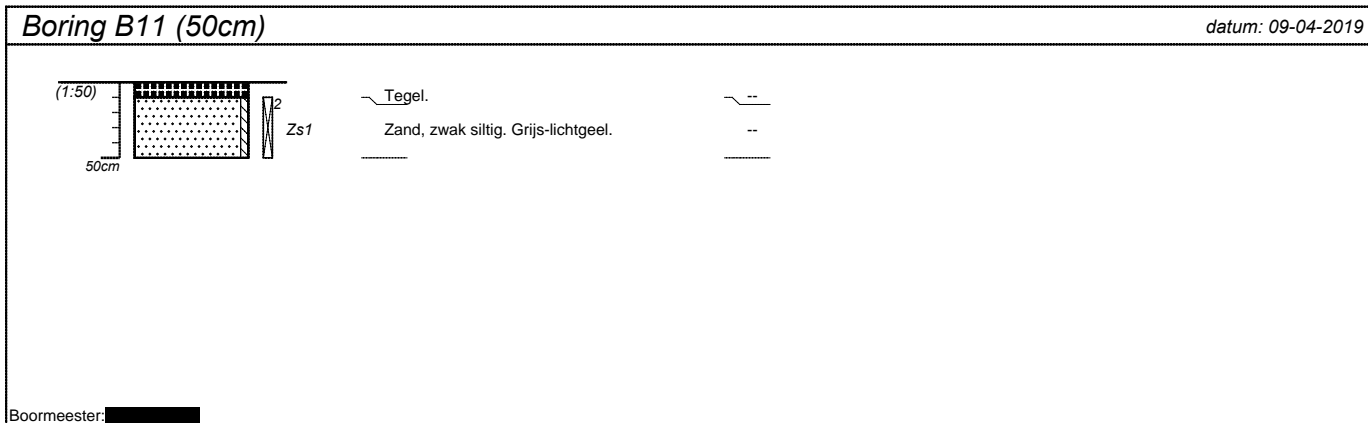 Boring B11 (50cm) datum: 09-04-2019
(1:50) Tegel. --
2
Zs1 Zand, zwak siltig. Grijs-lichtgeel. --
50cm
Boormeester: